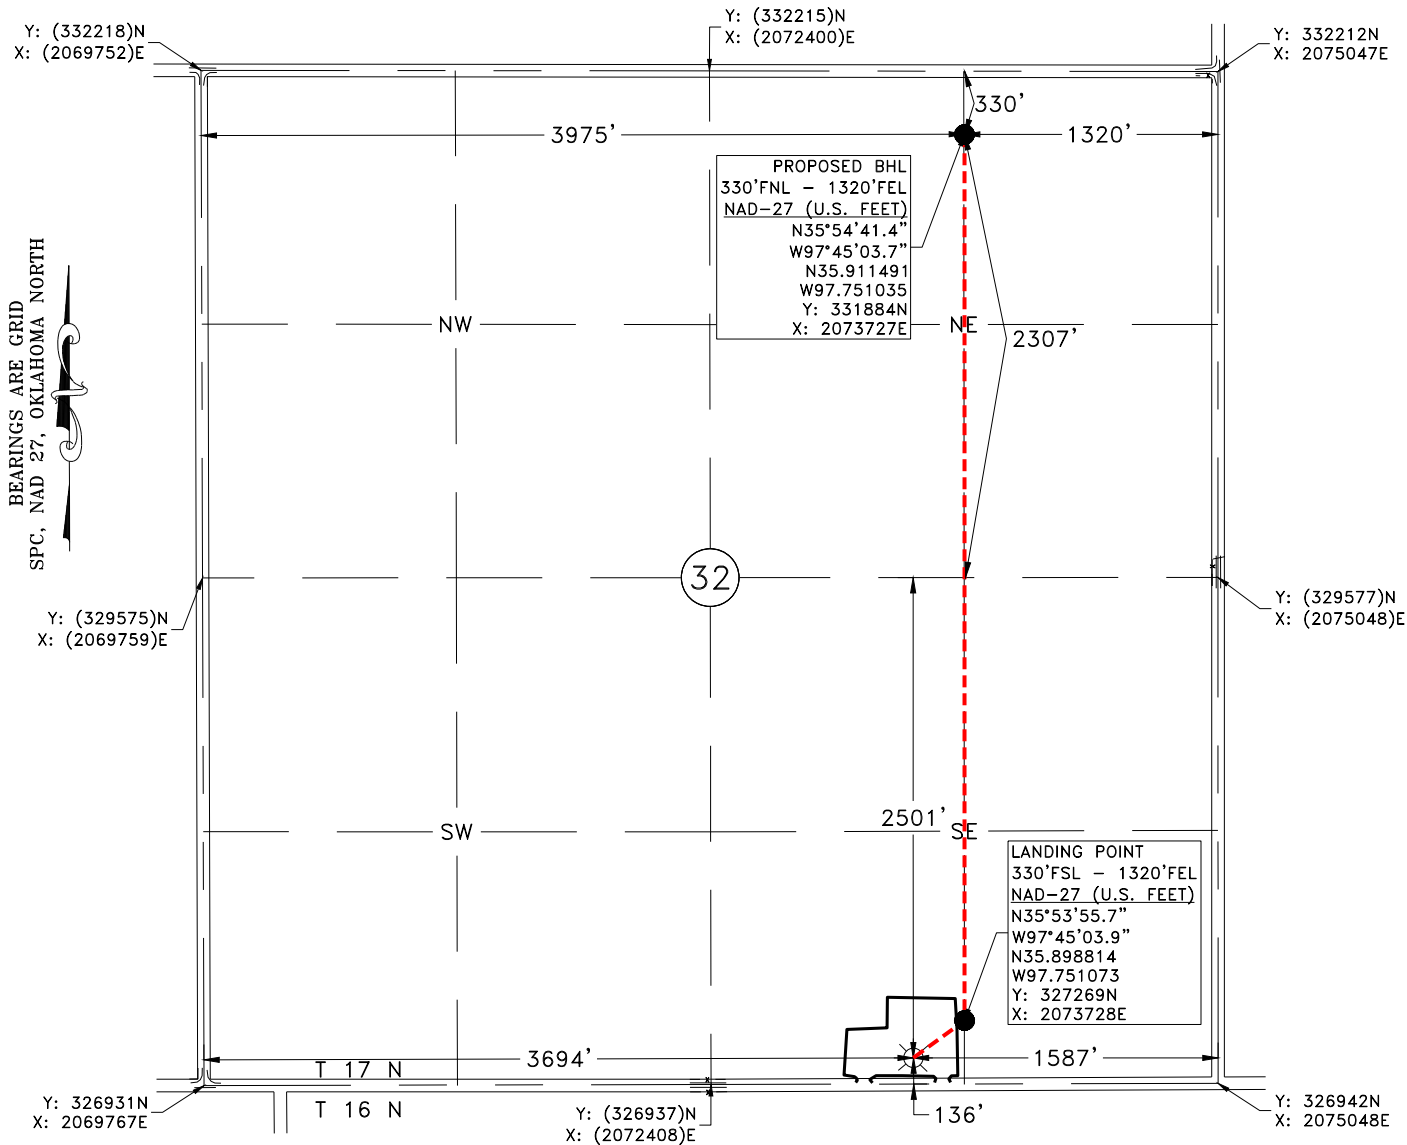 Y: (332218)N
X: (2069752)E
Y: (332215)N
X: (2072400)E
Y: 332212N
X: 2075047E
330'
3975'
1320'
PROPOSED BHL
330'FNL - 1320'FEL
NAD-27 (U.S. FEET)
N35°54'41.4"
W97°45'03.7"
N35.911491
W97.751035
Y: 331884N
X: 2073727E
BEARINGS ARE GRID
SPC, NAD 27, OKLAHOMA NORTH
NW
NE
2307'
32
Y: (329575)N
X: (2069759)E
Y: (329577)N
X: (2075048)E
2501'
SW
SE
LANDING POINT
330'FSL - 1320'FEL
NAD-27 (U.S. FEET)
N35°53'55.7"
W97°45'03.9"
N35.898814
W97.751073
Y: 327269N
X: 2073728E
3694'
1587'
T 17 N
T 16 N
136'
Y: 326931N
X: 2069767E
Y: (326937)N
X: (2072408)E
Y: 326942N
X: 2075048E